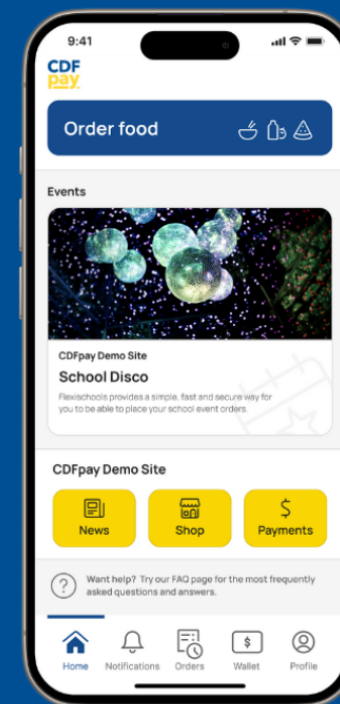 9:41
CDF
pay
Order food
Events
CDFpay Demo Site
School Disco
Flexischools provides a simple, fast and secure way for
you to be able to place your school event orders.
CDFpay Demo Site
News
Shop
$
Payments
? Want help? Try our FAQ page for the most frequently
asked questions and answers.
$
Home
Notifications
Orders
Wallet
Profile